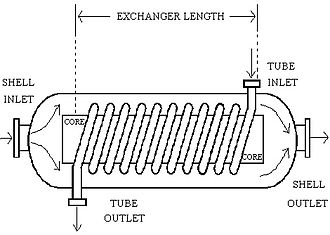 EXCHANGER LENGTH
TUBE
INLET
SHELL
INLET
CORE
CORE
TUBE
OUTLET
SHELL
OUTLET